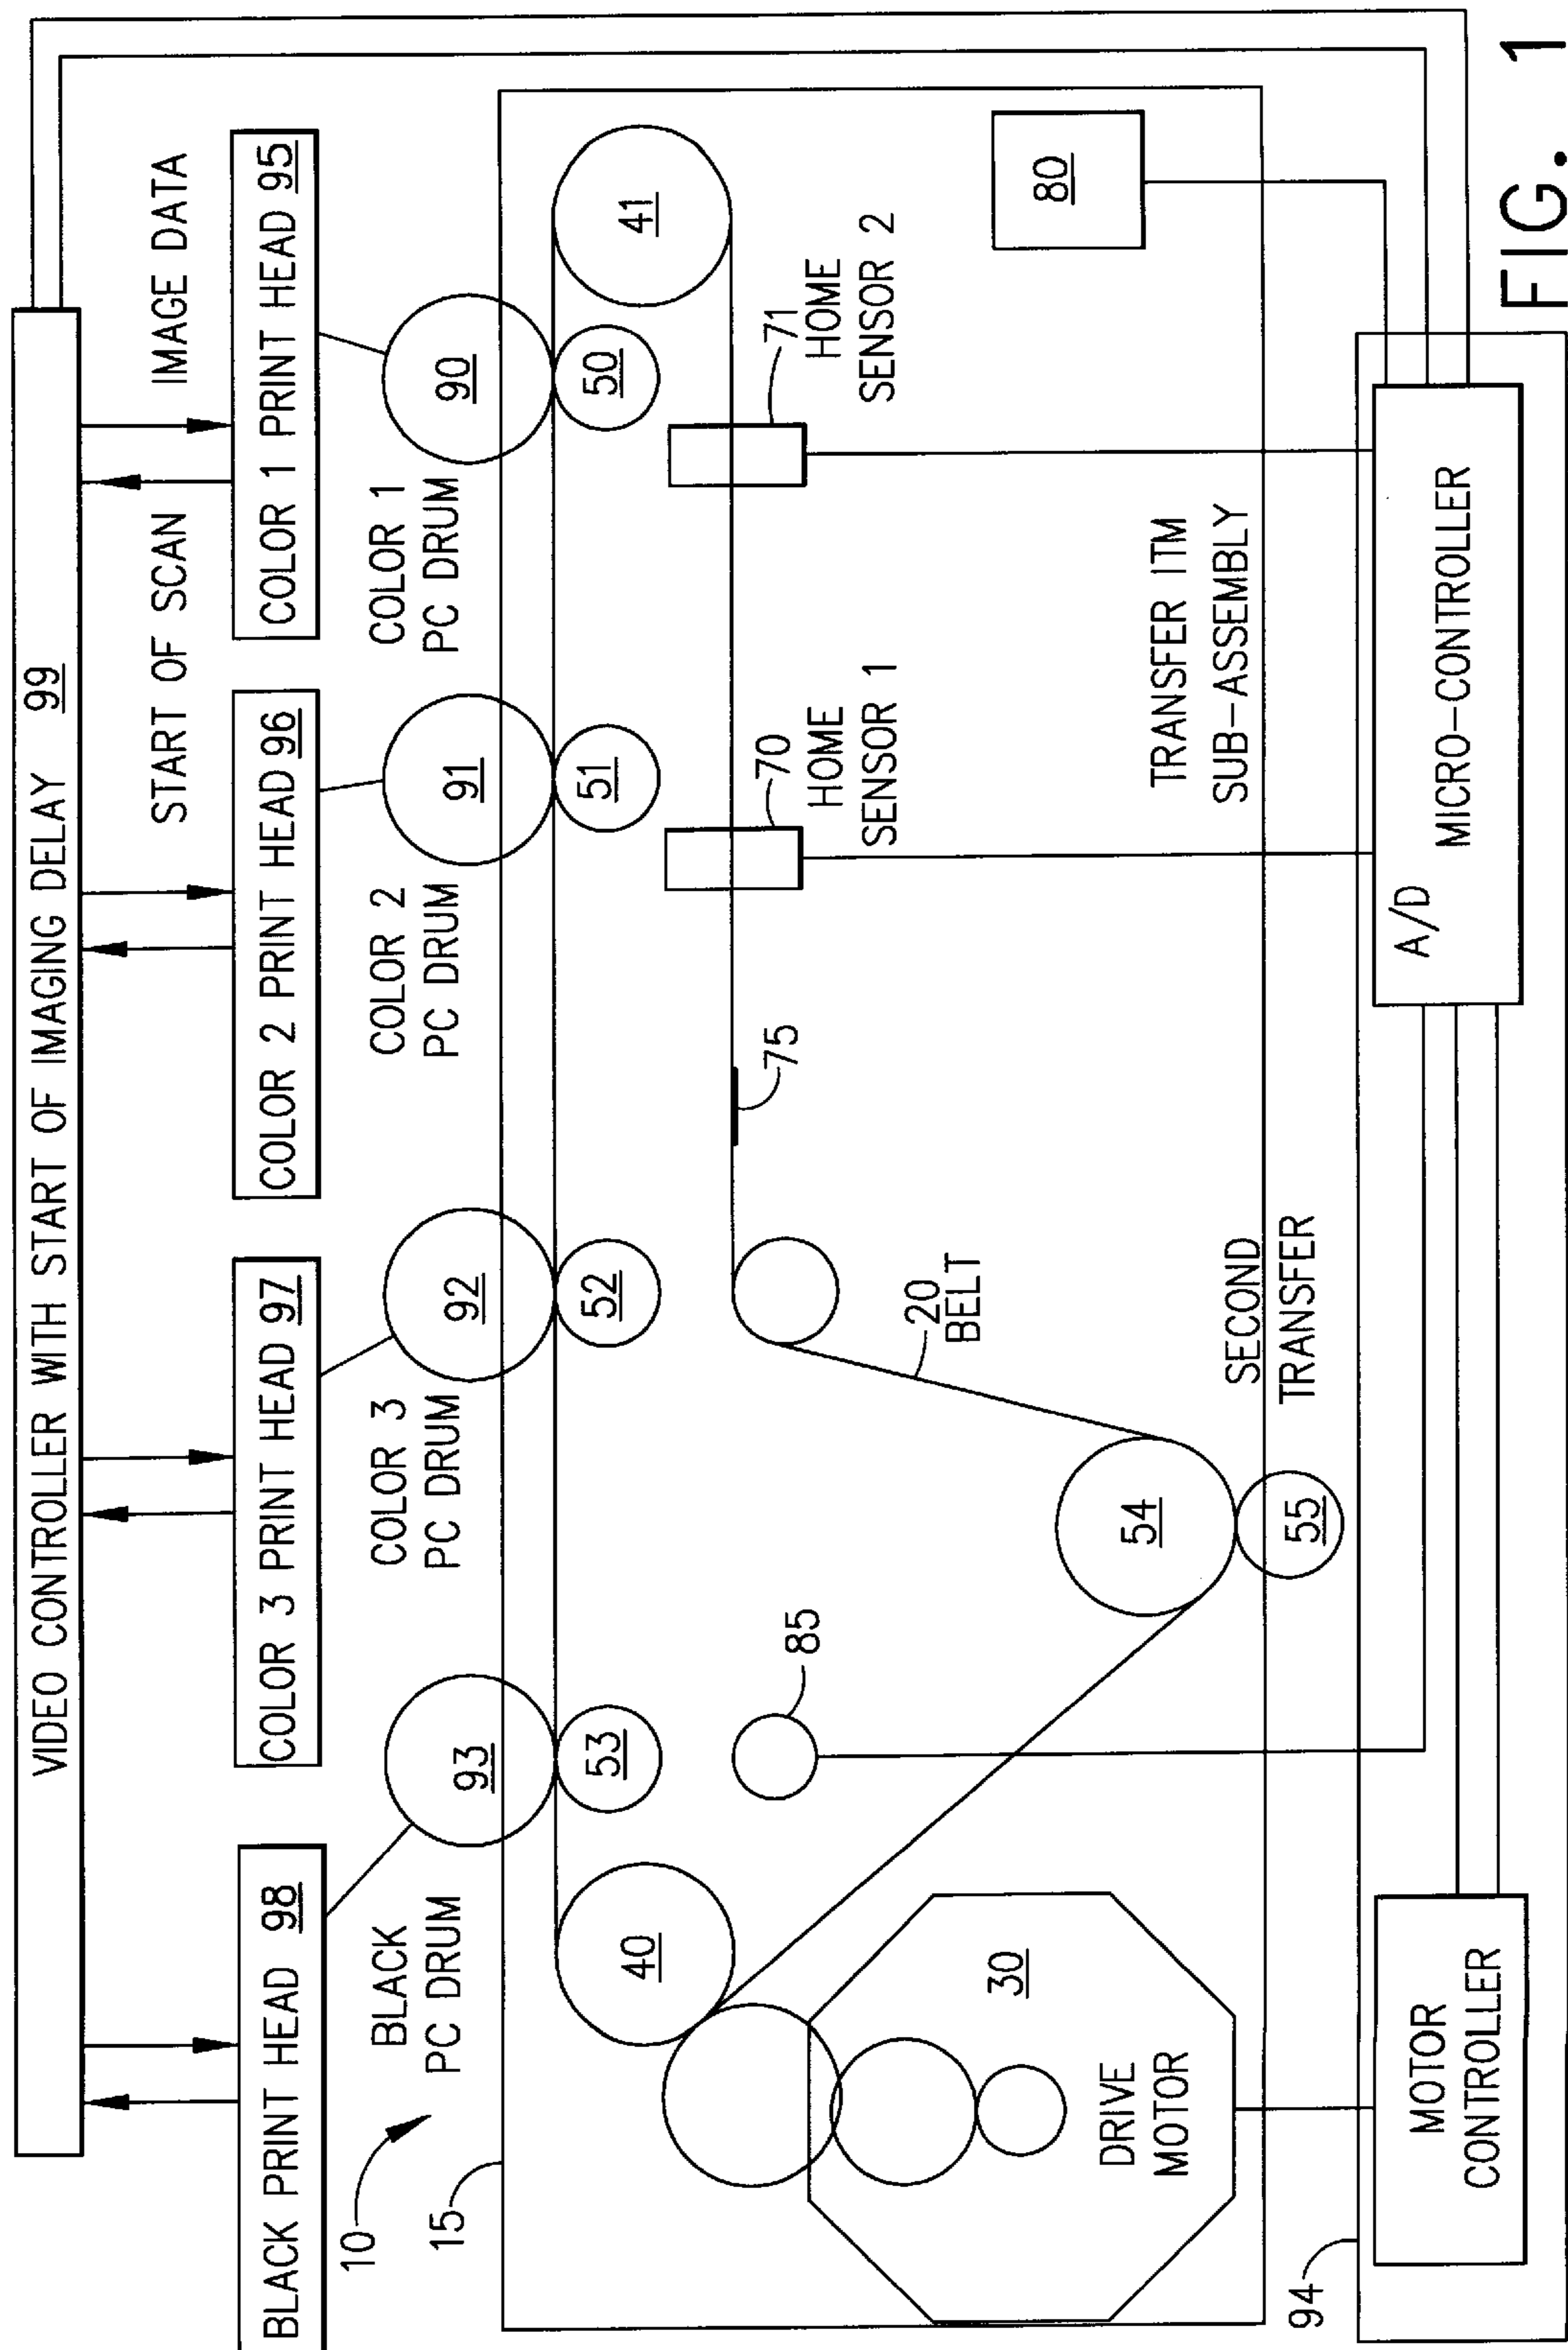 VIDEO CONTROLLER WITH START OF IMAGING DELAY 99
START OF SCAN
IMAGE DATA
BLACK PRINT HEAD 98
COLOR 3 PRINT HEAD 97
COLOR 2 PRINT HEAD 96
COLOR 1 PRINT HEAD 95
10
BLACK
PC DRUM
93
COLOR 3
PC DRUM
92
COLOR 2
PC DRUM
91
COLOR 1
PC DRUM
90
15
40
53
52
51
50
41
85
75
70
HOME
SENSOR 1
71
HOME
SENSOR 2
30
DRIVE
MOTOR
20
BELT
54
55
SECOND
TRANSFER
TRANSFER ITM
SUB-ASSEMBLY
80
94
MOTOR
CONTROLLER
A/D
MICRO-CONTROLLER
FIG. 1